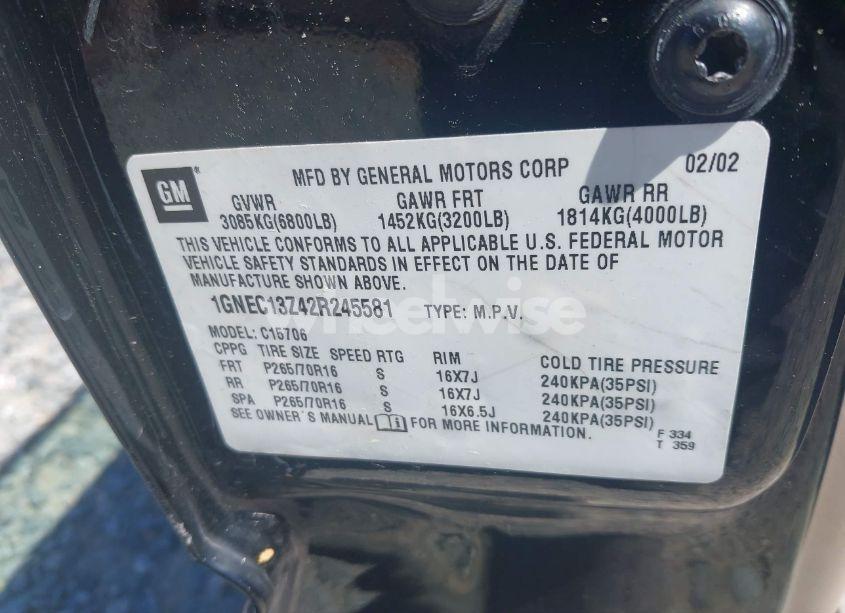 GM
MFD BY GENERAL MOTORS CORP 02/02
GVWR GAWR FRT GAWR RR
3085KG(6800LB) 1452KG(3200LB) 1814KG(4000LB)
THIS VEHICLE CONFORMS TO ALL APPLICABLE U.S. FEDERAL MOTOR
VEHICLE SAFETY STANDARDS IN EFFECT ON THE DATE OF
MANUFACTURE SHOWN ABOVE.
1GNEC13Z42R245581 TYPE: M.P.V.
wheelwise
MODEL: C15706
CPPG TIRE SIZE SPEED RTG RIM COLD TIRE PRESSURE
FRT P265/70R16 S 16X7J 240KPA(35PSI)
RR P265/70R16 S 16X7J 240KPA(35PSI)
SPA P265/70R16 S 16X6.5J 240KPA(35PSI)
SEE OWNER'S MANUAL FOR MORE INFORMATION.
F 334
T 359